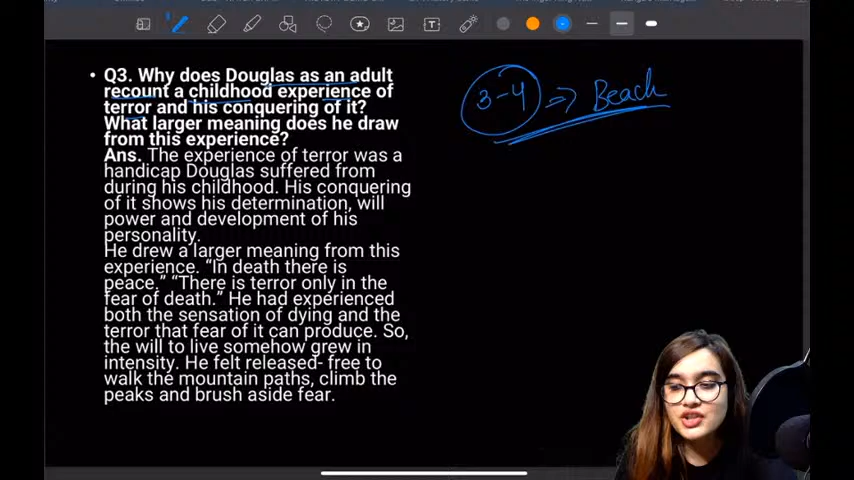 • Q3. Why does Douglas as an adult
recount a childhood experience of
terror and his conquering of it?
What larger meaning does he draw
from this experience?
Ans. The experience of terror was a
handicap Douglas suffered from
during his childhood. His conquering
of it shows his determination, will
power and development of his
personality.
He drew a larger meaning from this
experience. “In death there is
peace.” “There is terror only in the
fear of death.” He had experienced
both the sensation of dying and the
terror that fear of it can produce. So,
the will to live somehow grew in
intensity. He felt released- free to
walk the mountain paths, climb the
peaks and brush aside fear.
3-4 => Beach